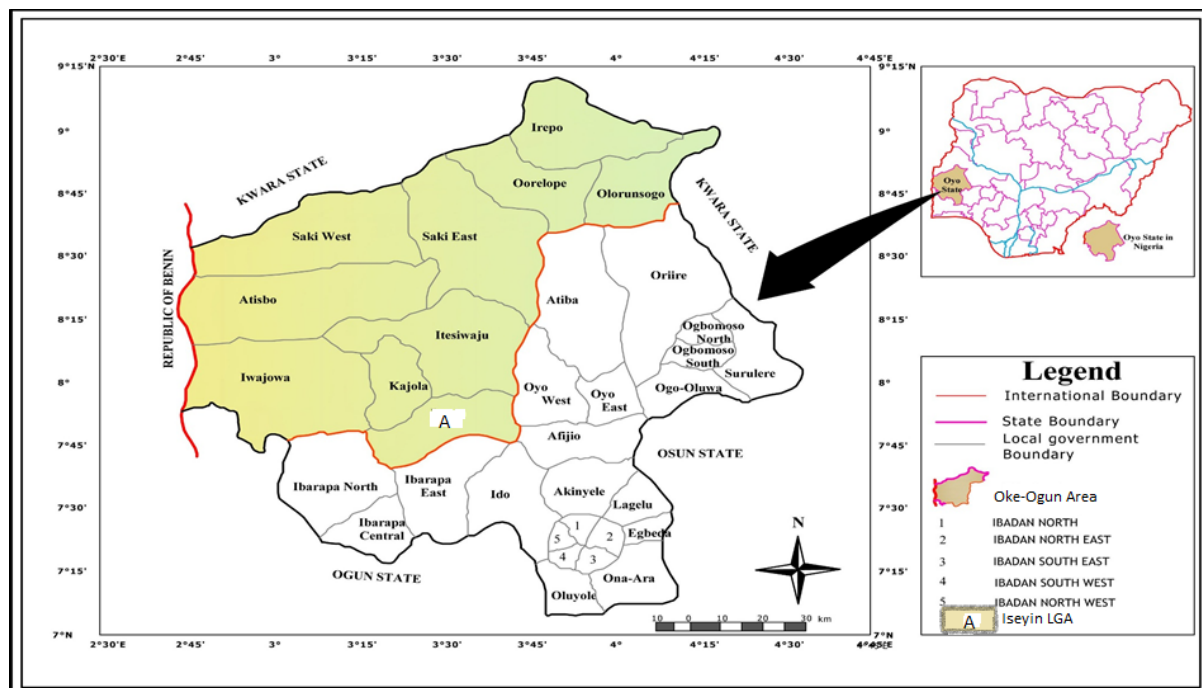 2°30'E
2°45'
3°
3°15'
3°30'
3°45'
4°
4°15'
4°30'
4°45'
9°15'N
9°
8°45'
8°30'
8°15'
8°
7°45'
7°30'
7°15'
7°N
9°15'N
9°
8°45'
8°30'
8°15'
8°
7°45'
7°30'
7°15'
7°
2°30'E
2°45'
3°
3°15'
3°30'
3°45'
4°
4°15'
4°30'
KWARA STATE
KWARA STATE
REPUBLIC OF BENIN
OSUN STATE
OGUN STATE
Irepo
Oorelope
Olorunsogo
Saki West
Saki East
Atisbo
Atiba
Oriire
Itesiwaju
Ogbomoso
North
Ogbomoso
South
Surulere
Iwajowa
Kajola
Oyo
West
Oyo
East
Ogo-Oluwa
A
Afijio
Ibarapa North
Ibarapa
East
Ido
Akinyele
Lagelu
Ibarapa
Central
1
2
Egbeda
5
4
3
Ona-Ara
Oluyole
N
10 0 10 20 30 km
Oyo
State
Oyo State in
Nigeria
Legend
International Boundary
State Boundary
Local government
Boundary
Oke-Ogun Area
1 IBADAN NORTH
2 IBADAN NORTH EAST
3 IBADAN SOUTH EAST
4 IBADAN SOUTH WEST
5 IBADAN NORTH WEST
A Iseyin LGA